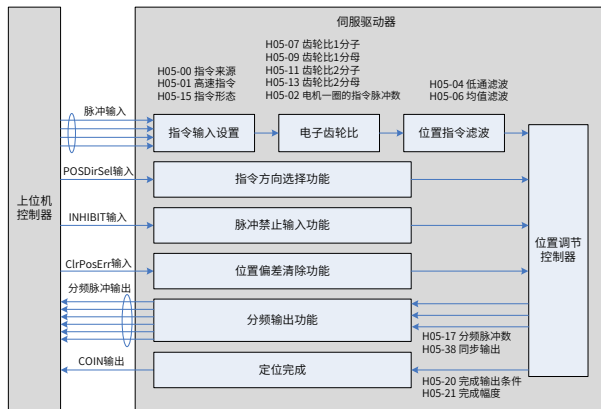 伺服驱动器
H05-07 齿轮比1分子
H05-09 齿轮比1分母
H05-11 齿轮比2分子
H05-13 齿轮比2分母
H05-02 电机一圈的指令脉冲数
H05-00 指令来源
H05-01 高速指令
H05-15 指令形态
H05-04 低通滤波
H05-06 均值滤波
脉冲输入
指令输入设置
电子齿轮比
位置指令滤波
POSDirSel输入
指令方向选择功能
上位机
控制器
INHIBIT输入
脉冲禁止输入功能
位置调节
控制器
ClrPosErr输入
位置偏差清除功能
分频脉冲输出
分频输出功能
H05-17 分频脉冲数
H05-38 同步输出
COIN输出
定位完成
H05-20 完成输出条件
H05-21 完成幅度